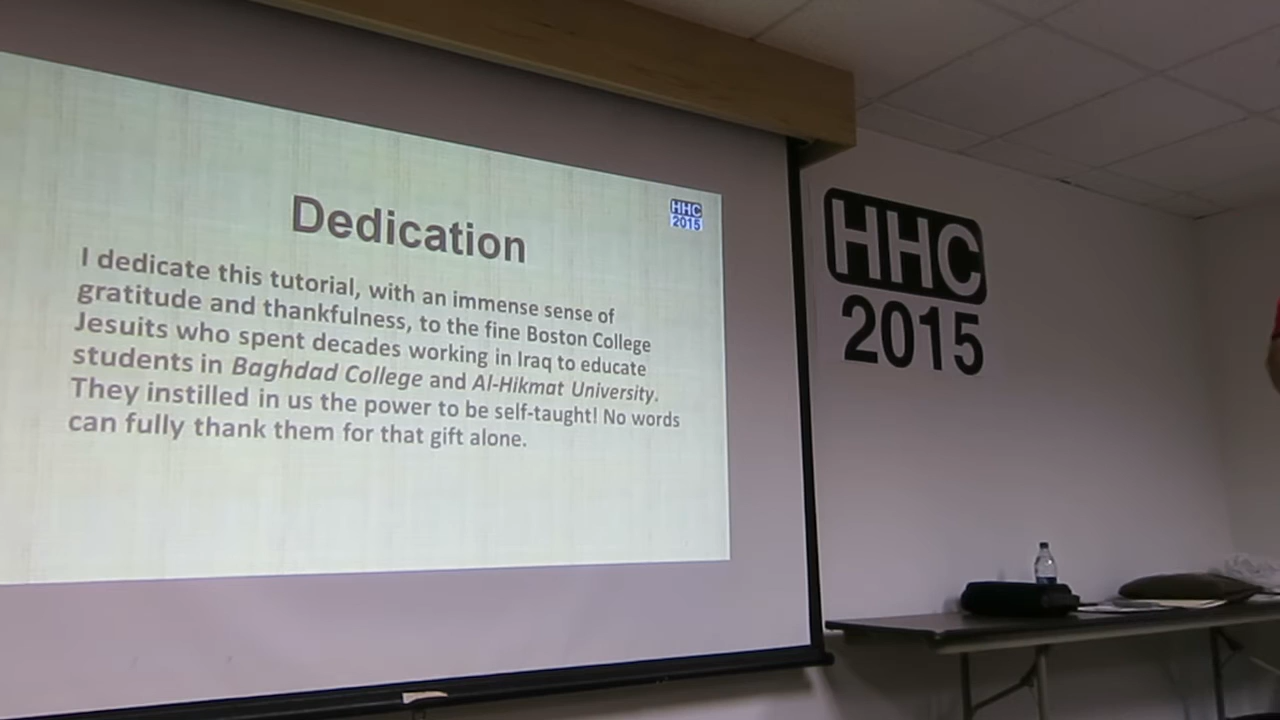 Dedication
HHC
2015
I dedicate this tutorial, with an immense sense of
gratitude and thankfulness, to the fine Boston College
Jesuits who spent decades working in Iraq to educate
students in Baghdad College and Al-Hikmat University.
They instilled in us the power to be self-taught! No words
can fully thank them for that gift alone.
HHC
2015